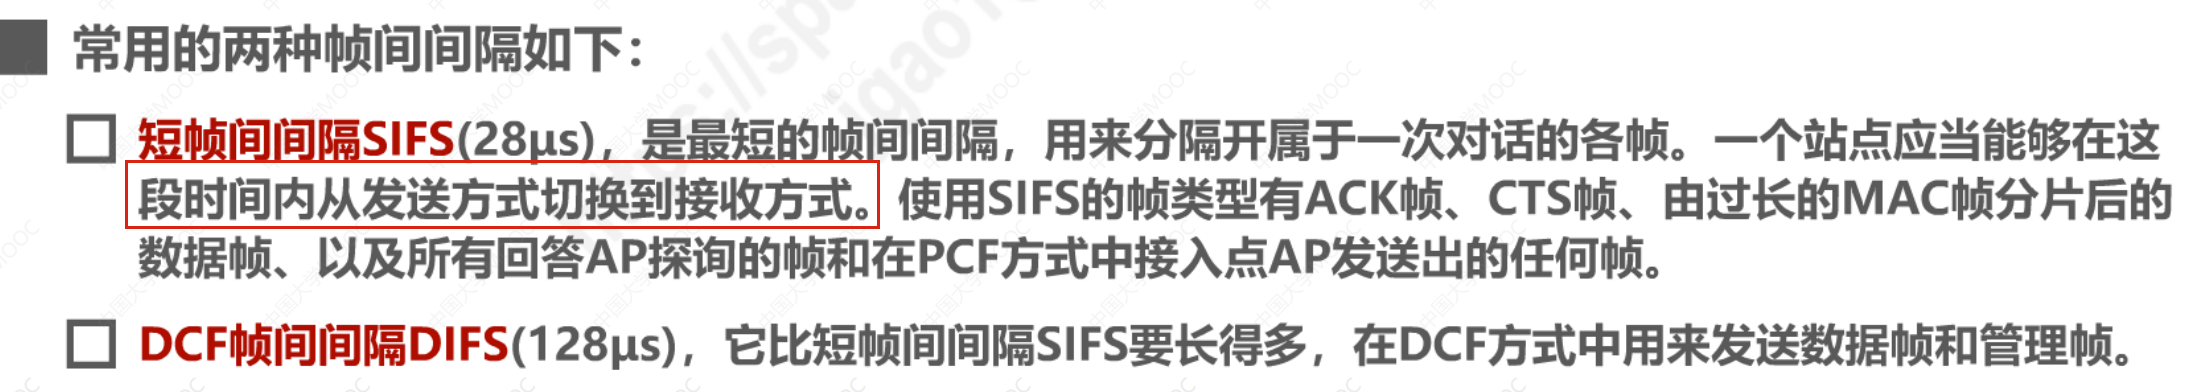 常用的两种帧间间隔如下：
短帧间间隔SIFS(28μs)，是最短的帧间间隔，用来分隔开属于一次对话的各帧。一个站点应当能够在这
段时间内从发送方式切换到接收方式。使用SIFS的帧类型有ACK帧、CTS帧、由过长的MAC帧分片后的
数据帧、以及所有回答AP探询的帧和在PCF方式中接入点AP发送出的任何帧。
DCF帧间间隔DIFS(128μs)，它比短帧间间隔SIFS要长得多，在DCF方式中用来发送数据帧和管理帧。